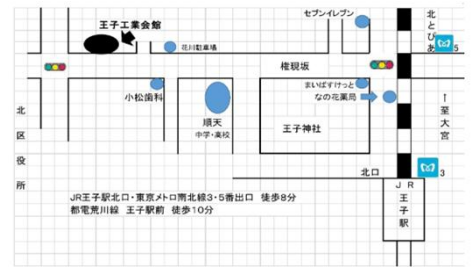 セブンイレブン
北とぴあ
5
王子工業会館
花川駐車場
権現坂
まいばすけっと
なの花薬局
小松歯科
順天
中学・高校
王子神社
↑至大宮
北区役所
北口
3
JR王子駅
JR王子駅北口・東京メトロ南北線3・5番出口 徒歩8分
都電荒川線 王子駅前 徒歩10分